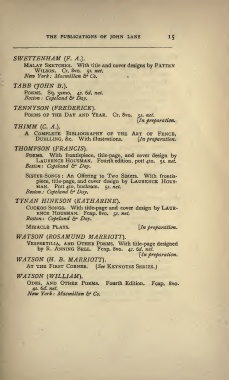 THE PUBLICATIONS OF JOHN LANE 15
SWETTENHAM (F. A.).
MALAY SKETCHES. With title and cover designs by PATTEN
WILSON. Cr. 8vo. 5s. net.
New York: Macmillan & Co.
TABB (JOHN B.).
POEMS. Sq. 32mo. 4s. 6d. net.
Boston: Copeland & Day.
TENNYSON (FREDERICK).
POEMS OF THE DAY AND YEAR. Cr. 8vo. 5s. net.
[In preparation.
THIMM (C. A.).
A COMPLETE BIBLIOGRAPHY OF THE ART OF FENCE,
DUELLING, &c. With illustrations. [In preparation.
THOMPSON (FRANCIS).
POEMS. With frontispiece, title-page, and cover design by
LAURENCE HOUSMAN. Fourth edition, pott 4to. 5s. net.
Boston: Copeland & Day.
SISTER-SONGS: An Offering to Two Sisters. With frontis-
piece, title-page, and cover design by LAURENCE HOUS-
MAN. Pott 4to, buckram. 5s. net.
Boston: Copeland & Day.
TYNAN HINKSON (KATHARINE).
CUCKOO SONGS. With title-page and cover design by LAUR-
ENCE HOUSMAN. Fcap. 8vo. 5s. net.
Boston: Copeland & Day.
MIRACLE PLAYS. [In preparation.
WATSON (ROSAMUND MARRIOTT).
VESPERTILIA, AND OTHER POEMS. With title-page designed
by R. ANNING BELL. Fcap. 8vo. 4s. 6d. net.
[In preparation.
WATSON (H. B. MARRIOTT).
AT THE FIRST CORNER. (See KEYNOTES SERIES.)
WATSON (WILLIAM).
ODES, AND OTHER POEMS. Fourth Edition. Fcap. 8vo.
4s. 6d. net.
New York: Macmillan & Co.